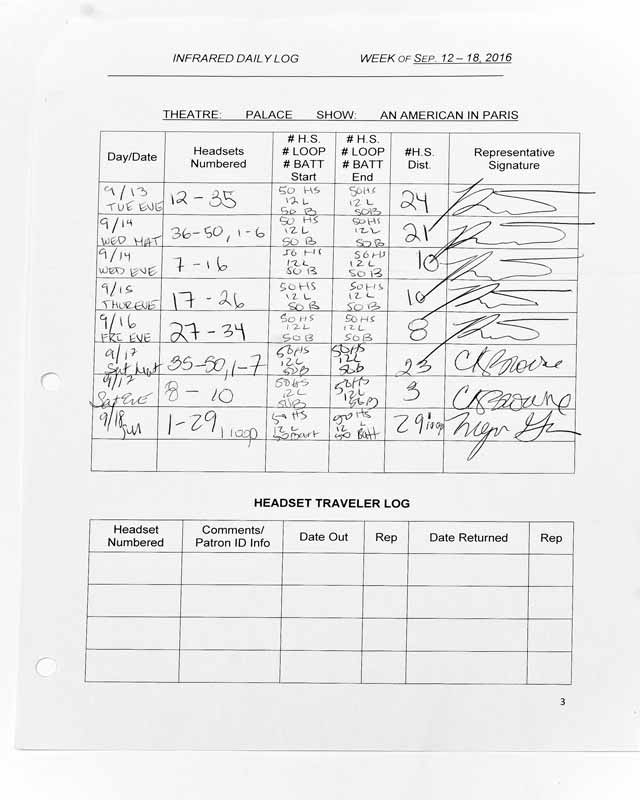 INFRARED DAILY LOG WEEK OF SEP. 12 – 18, 2016
THEATRE: PALACE SHOW: AN AMERICAN IN PARIS
Day/Date
Headsets
Numbered
# H.S.
# LOOP
# BATT
Start
# H.S.
# LOOP
# BATT
End
#H.S.
Dist.
Representative
Signature
9/13
TUE EVE
12 - 35
50 HS
12 L
50 B
50 HS
12 L
50 B
24
9/14
WED MAT
36-50, 1-6
50 HS
12 L
50 B
50 HS
12 L
50 B
21
9/14
WED EVE
7-16
50 HS
12 L
50 B
50 HS
12 L
50 B
10
9/15
THUR EVE
17 - 26
50 HS
12 L
50 B
50 HS
12 L
50 B
10
9/16
FRI EVE
27 - 34
50 HS
12 L
50 B
50 HS
12 L
50 B
8
9/17
Sat Mat
35-50, 1-7
50 HS
12 L
50 B
50 HS
12 L
50 B
23
CKBrowne
9/17
Sat Eve
8 - 10
50 HS
12 L
50 B
50 HS
12 L
50 B
3
CKBrowne
9/18
Sun
1-29, 1 loop
50 HS
12 L
50 Batt
50 HS
12 L
50 Batt
29 1 loop
HEADSET TRAVELER LOG
Headset
Numbered
Comments/
Patron ID Info
Date Out
Rep
Date Returned
Rep
3